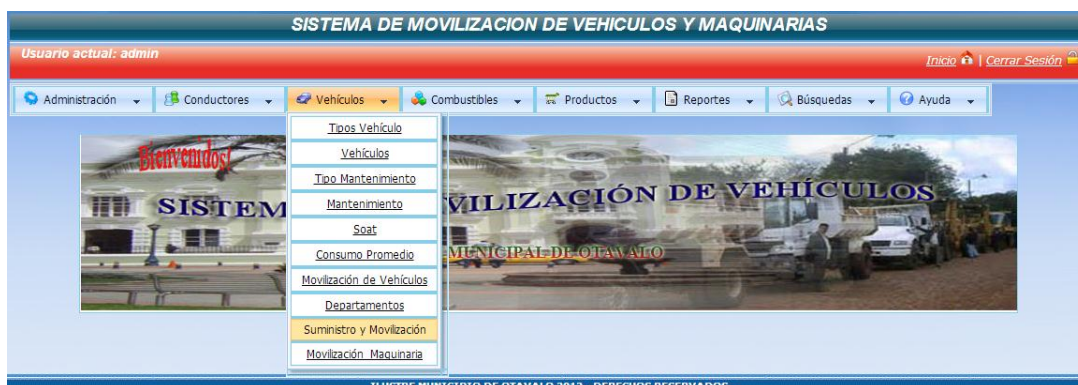 SISTEMA DE MOVILIZACION DE VEHICULOS Y MAQUINARIAS
Usuario actual: admin
Inicio | Cerrar Sesión
Administración Conductores Vehículos Combustibles Productos Reportes Búsquedas Ayuda
Tipos Vehículo
Vehículos
Tipo Mantenimiento
Mantenimiento
Soat
Consumo Promedio
Movilización de Vehículos
Departamentos
Suministro y Movilización
Movilización Maquinaria
Bienvenidos!
SISTEM VILIZACIÓN DE VEHÍCULOS
MUNICIPAL DE OTAVALO
ILUSTRE MUNICIPIO DE OTAVALO 2012 - DERECHOS RESERVADOS